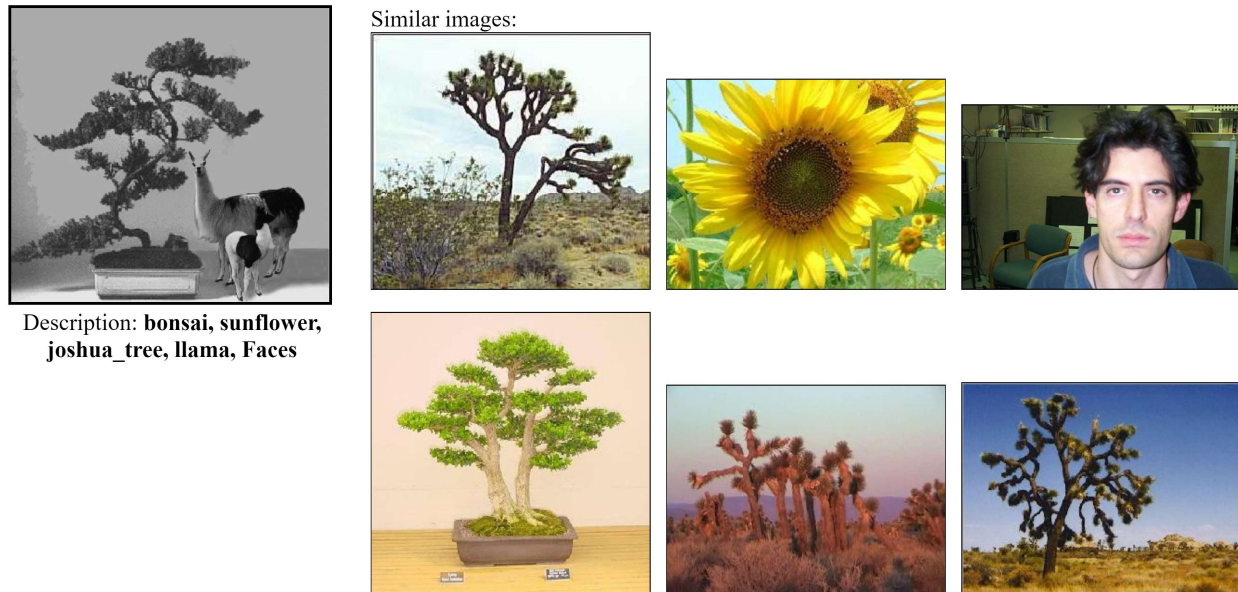 Similar images:
Description: bonsai, sunflower,
joshua_tree, llama, Faces